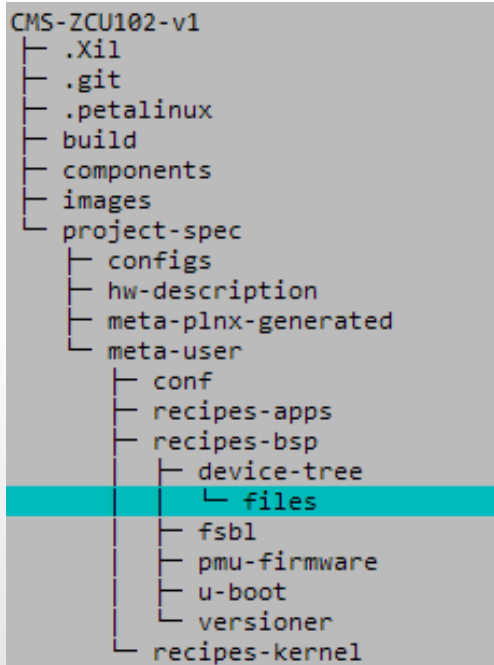 CMS-ZCU102-v1
.Xil
.git
.petalinux
build
components
images
project-spec
configs
hw-description
meta-plnx-generated
meta-user
conf
recipes-apps
recipes-bsp
device-tree
files
fsbl
pmu-firmware
u-boot
versioner
recipes-kernel